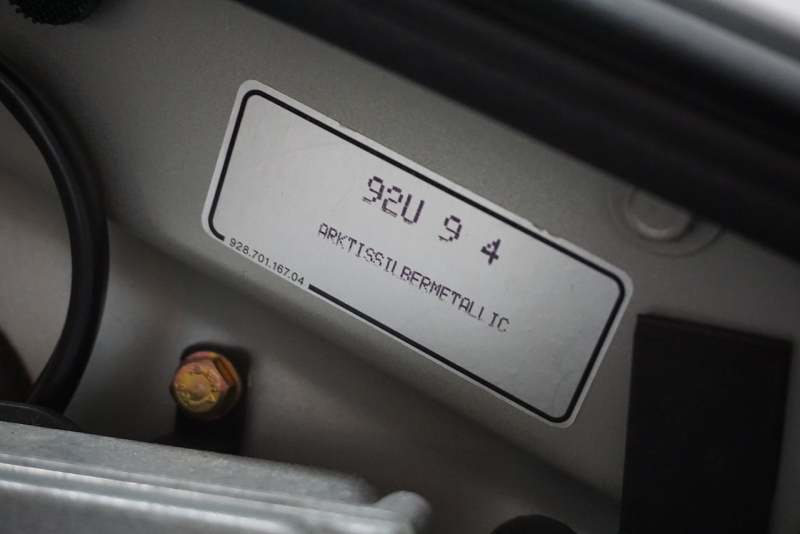 92U 9 4
ARKTISSILBERMETALLIC
928.701.167.04